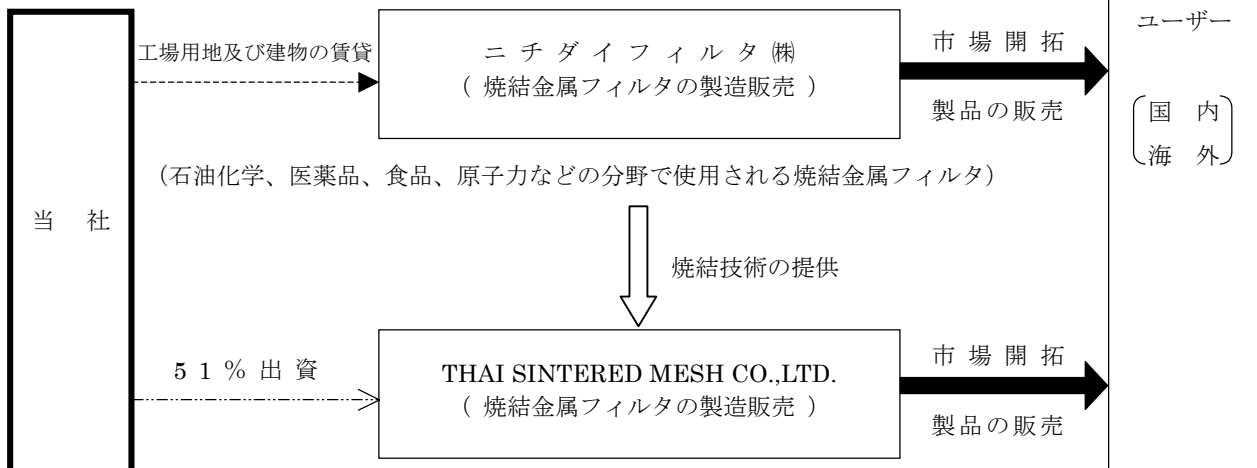 ユーザー
工場用地及び建物の賃貸
ニチダイフィルタ㈱
(焼結金属フィルタの製造販売)
市場開拓
製品の販売
国内
海外
(石油化学、医薬品、食品、原子力などの分野で使用される焼結金属フィルタ)
当社
焼結技術の提供
51%出資
THAI SINTERED MESH CO.,LTD.
(焼結金属フィルタの製造販売)
市場開拓
製品の販売